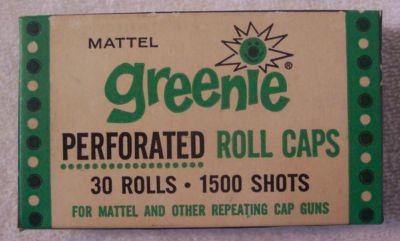 MATTEL
greenie®
PERFORATED ROLL CAPS
30 ROLLS • 1500 SHOTS
FOR MATTEL AND OTHER REPEATING CAP GUNS